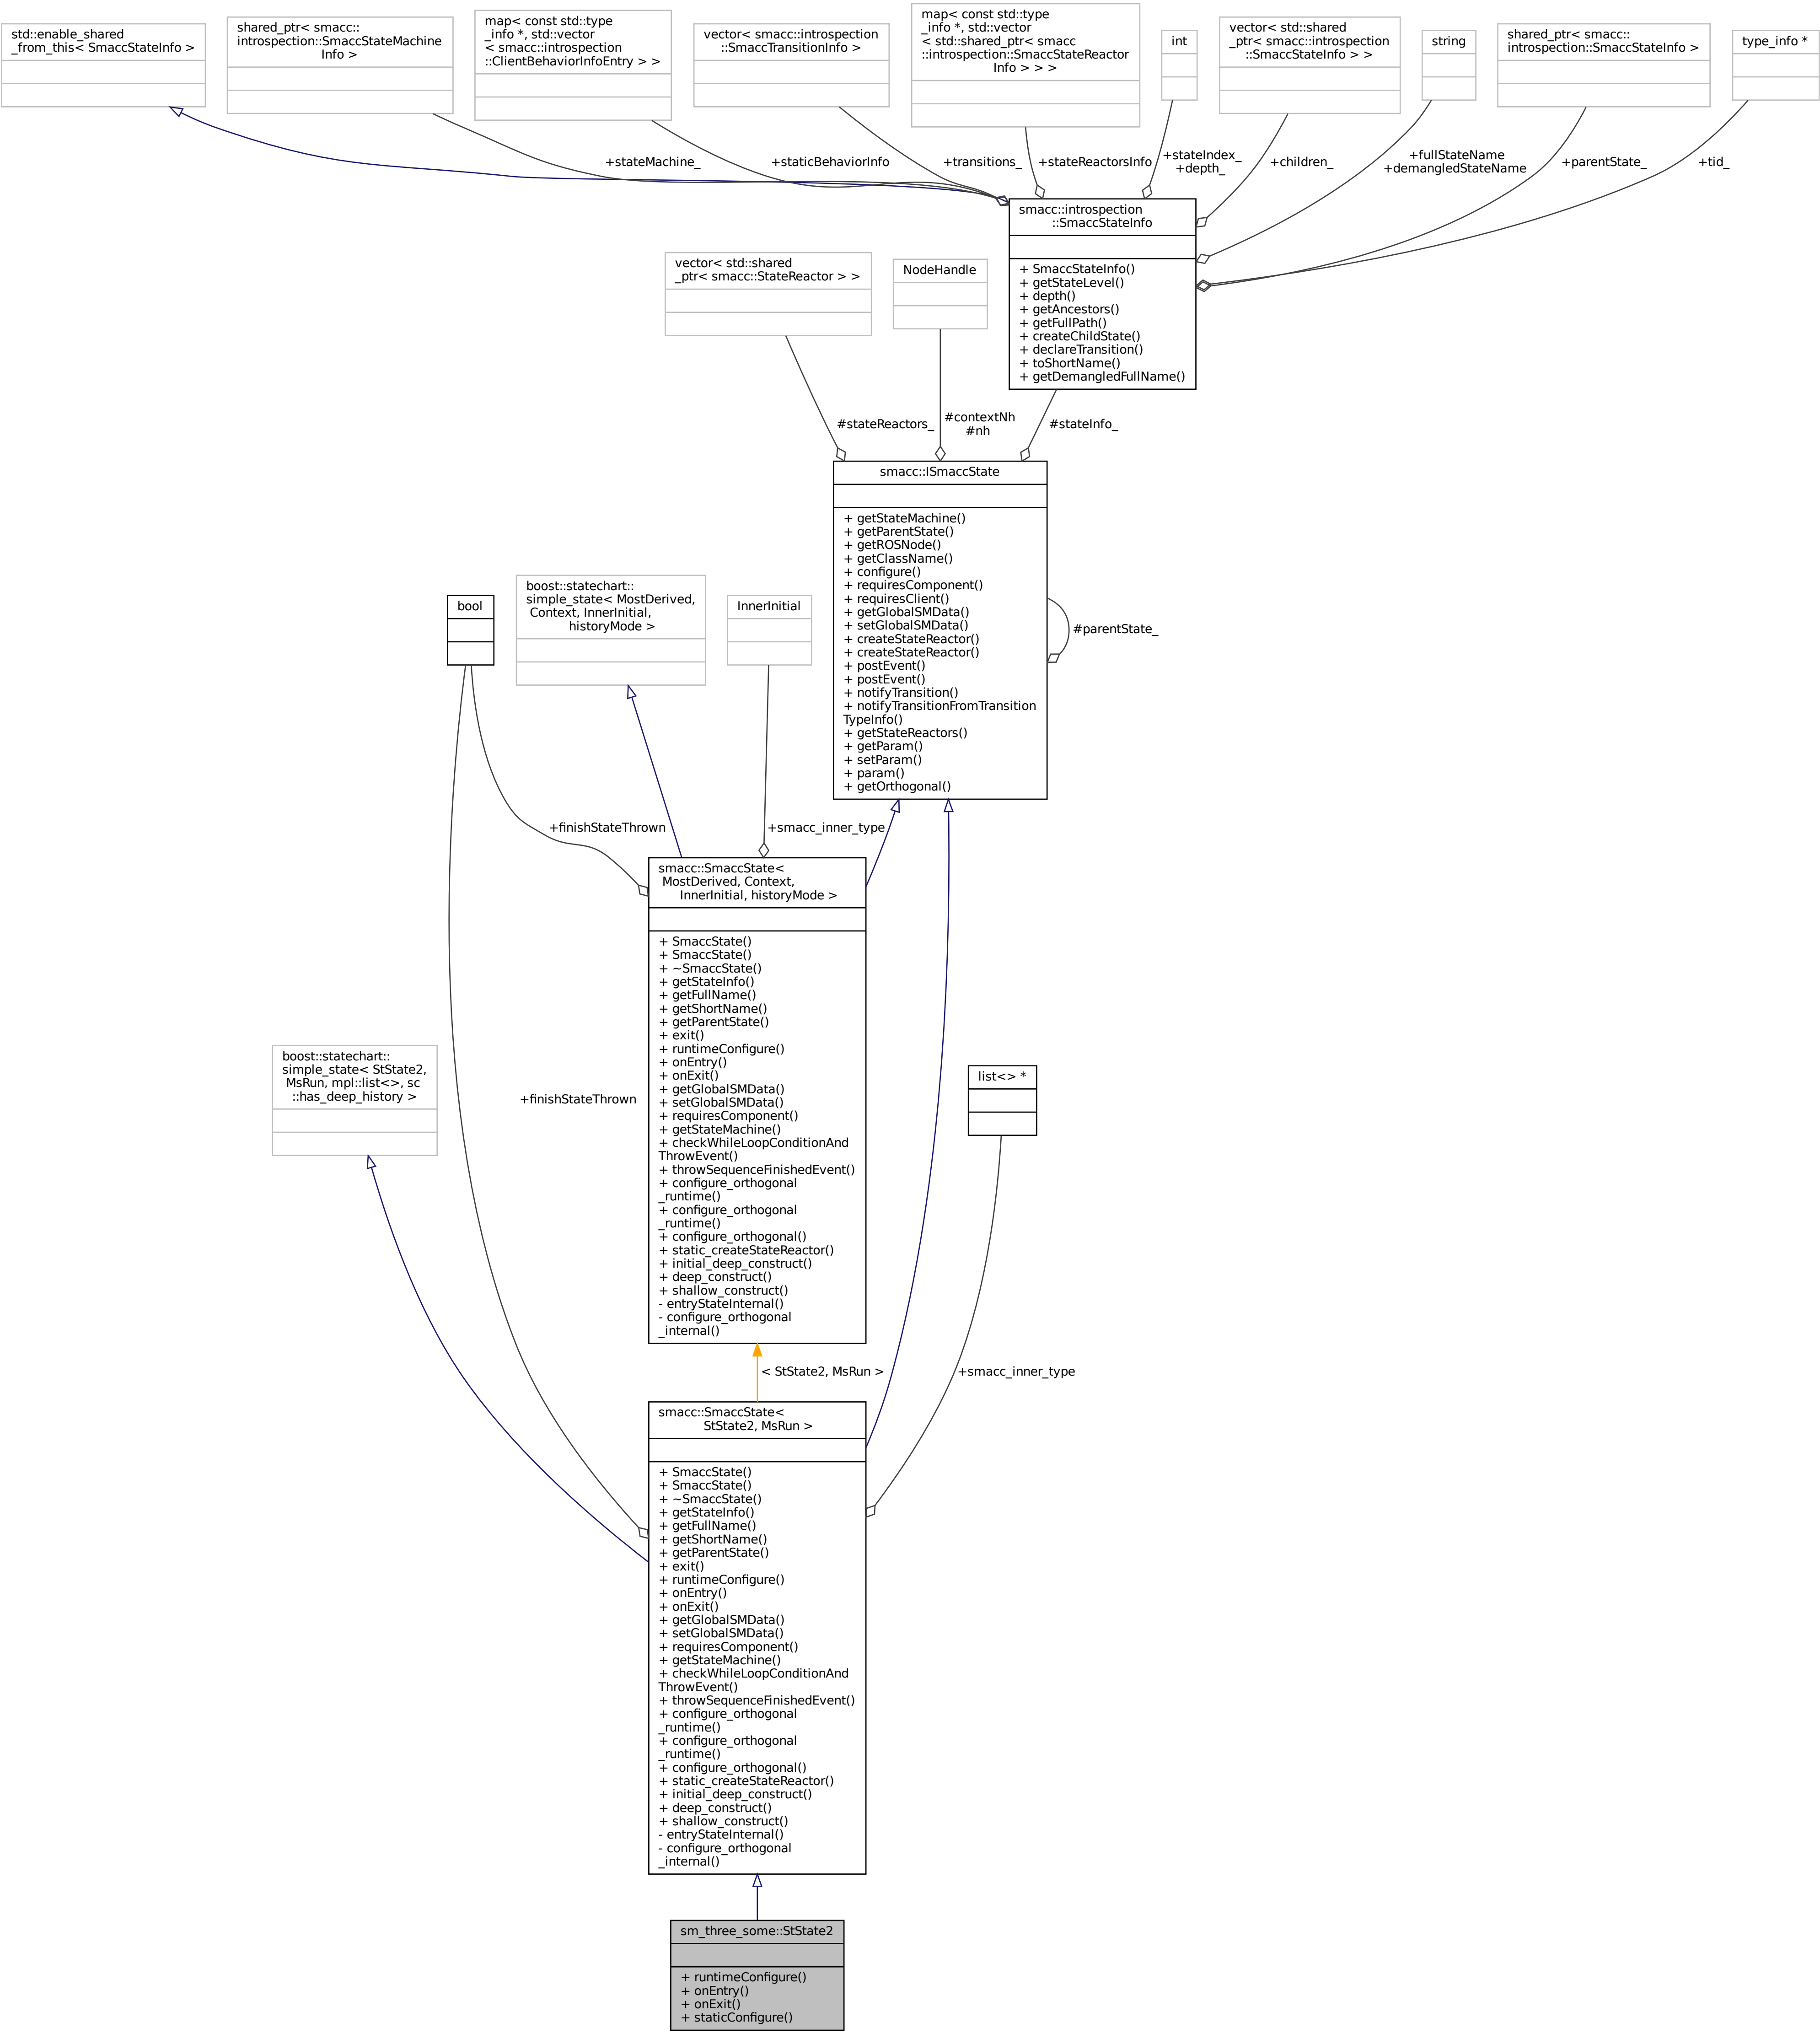 std::enable_shared
_from_this< SmaccStateInfo >
shared_ptr< smacc::
introspection::SmaccStateMachine
Info >
map< const std::type
_info *, std::vector
< smacc::introspection
::ClientBehaviorInfoEntry > >
vector< smacc::introspection
::SmaccTransitionInfo >
map< const std::type
_info *, std::vector
< std::shared_ptr< smacc
::introspection::SmaccStateReactor
Info > > >
int
vector< std::shared
_ptr< smacc::introspection
::SmaccStateInfo > >
string
shared_ptr< smacc::
introspection::SmaccStateInfo >
type_info *
+stateMachine_
+staticBehaviorInfo
+transitions_
+stateReactorsInfo
+stateIndex_
+depth_
+children_
+fullStateName
+demangledStateName
+parentState_
+tid_
smacc::introspection
::SmaccStateInfo
+ SmaccStateInfo()
+ getStateLevel()
+ depth()
+ getAncestors()
+ getFullPath()
+ createChildState()
+ declareTransition()
+ toShortName()
+ getDemangledFullName()
vector< std::shared
_ptr< smacc::StateReactor > >
NodeHandle
#stateReactors_
#contextNh
#nh
#stateInfo_
smacc::ISmaccState
+ getStateMachine()
+ getParentState()
+ getROSNode()
+ getClassName()
+ configure()
+ requiresComponent()
+ requiresClient()
+ getGlobalSMData()
+ setGlobalSMData()
+ createStateReactor()
+ createStateReactor()
+ postEvent()
+ postEvent()
+ notifyTransition()
+ notifyTransitionFromTransition
TypeInfo()
+ getStateReactors()
+ getParam()
+ setParam()
+ param()
+ getOrthogonal()
#parentState_
bool
boost::statechart::
simple_state< MostDerived,
Context, InnerInitial,
historyMode >
InnerInitial
+finishStateThrown
+smacc_inner_type
smacc::SmaccState<
MostDerived, Context,
InnerInitial, historyMode >
+ SmaccState()
+ SmaccState()
+ ~SmaccState()
+ getStateInfo()
+ getFullName()
+ getShortName()
+ getParentState()
+ exit()
+ runtimeConfigure()
+ onEntry()
+ onExit()
+ getGlobalSMData()
+ setGlobalSMData()
+ requiresComponent()
+ getStateMachine()
+ checkWhileLoopConditionAnd
ThrowEvent()
+ throwSequenceFinishedEvent()
+ configure_orthogonal
_runtime()
+ configure_orthogonal
_runtime()
+ configure_orthogonal()
+ static_createStateReactor()
+ initial_deep_construct()
+ deep_construct()
+ shallow_construct()
- entryStateInternal()
- configure_orthogonal
_internal()
boost::statechart::
simple_state< StState2,
MsRun, mpl::list<>, sc
::has_deep_history >
+finishStateThrown
list<> *
< StState2, MsRun >
+smacc_inner_type
smacc::SmaccState<
StState2, MsRun >
+ SmaccState()
+ SmaccState()
+ ~SmaccState()
+ getStateInfo()
+ getFullName()
+ getShortName()
+ getParentState()
+ exit()
+ runtimeConfigure()
+ onEntry()
+ onExit()
+ getGlobalSMData()
+ setGlobalSMData()
+ requiresComponent()
+ getStateMachine()
+ checkWhileLoopConditionAnd
ThrowEvent()
+ throwSequenceFinishedEvent()
+ configure_orthogonal
_runtime()
+ configure_orthogonal
_runtime()
+ configure_orthogonal()
+ static_createStateReactor()
+ initial_deep_construct()
+ deep_construct()
+ shallow_construct()
- entryStateInternal()
- configure_orthogonal
_internal()
sm_three_some::StState2
+ runtimeConfigure()
+ onEntry()
+ onExit()
+ staticConfigure()